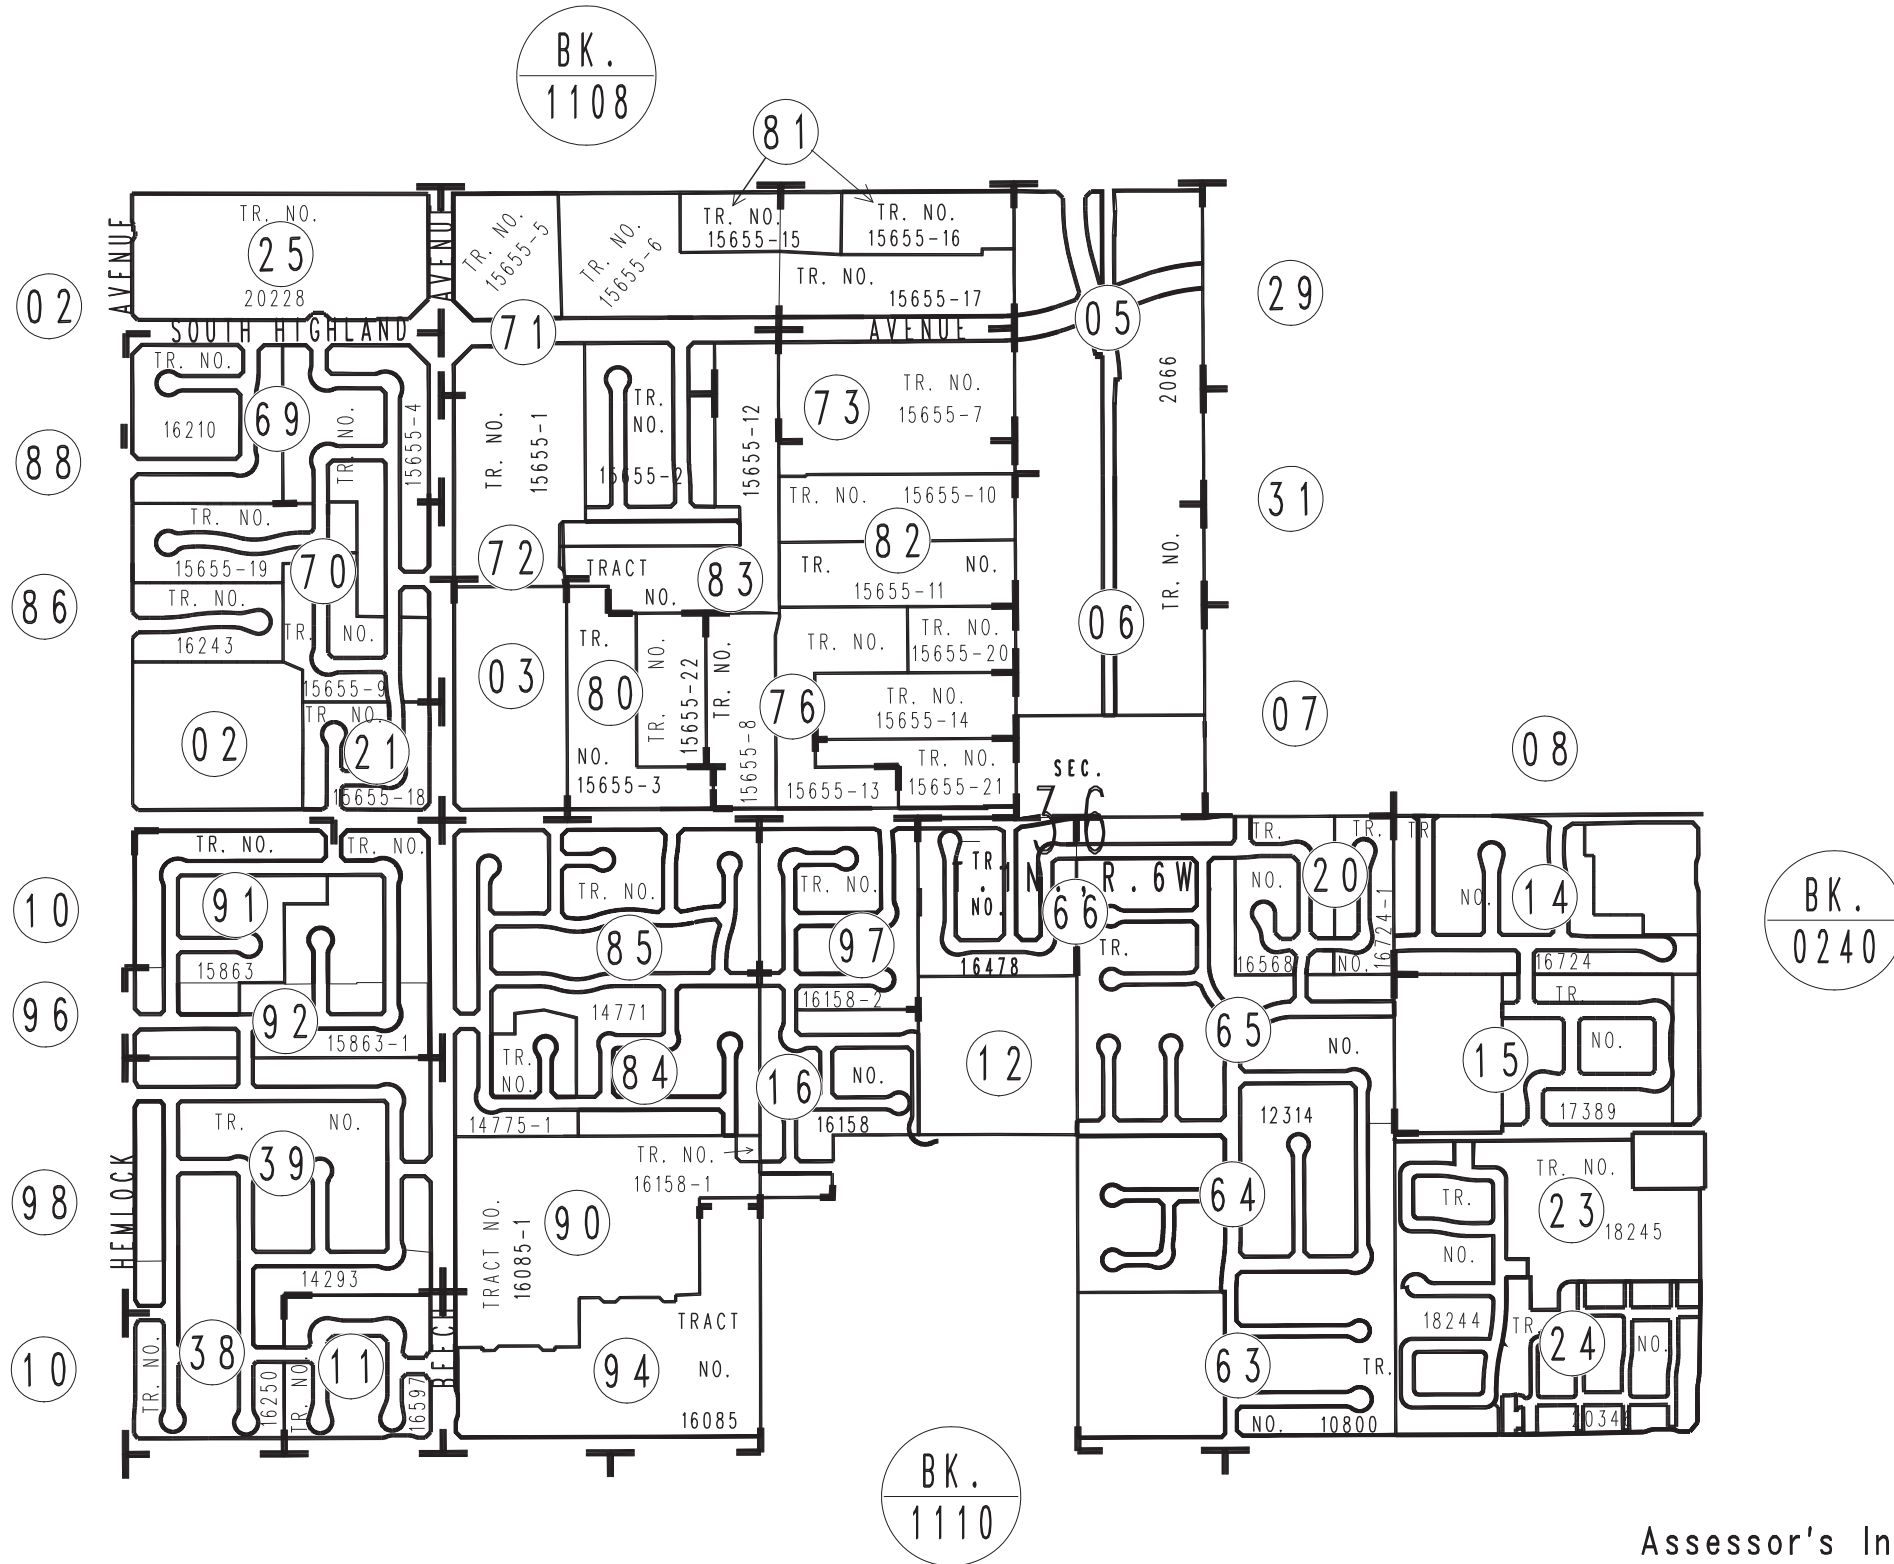 BK.
1108
81
TR. NO.
25
20228
AVENUE
AVENUE
TR. NO.
15655-5
TR. NO.
15655-6
TR. NO.
15655-15
TR. NO.
15655-16
TR. NO.
15655-17
02
SOUTH HIGHLAND
71
AVENUE
05
29
TR. NO.
16210
69
TR. NO.
15655-4
TR. NO.
15655-1
TR.
NO.
15655-2
15655-12
73
TR. NO.
15655-7
2066
TR. NO.
88
31
TR. NO.
15655-10
82
TR. NO.
15655-11
TR. NO.
15655-19
70
72
TRACT
NO.
83
86
TR. NO.
16243
TR. NO.
15655-9
03
TR.
80
NO.
15655-3
TR. NO.
15655-22
TR. NO.
15655-8
TR. NO.
76
15655-13
TR. NO.
15655-20
TR. NO.
15655-14
TR. NO.
15655-21
06
07
08
02
TR. NO.
21
15655-18
SEC.
36
T.1N., R.6W
TR. NO.
91
15863
TR. NO.
92
15863-1
10
96
TR. NO.
85
14771
TR.
NO.
84
14775-1
TR. NO.
97
16158-2
16
NO.
16158
TR.
NO.
16478
66
12
TR.
65
NO.
12314
TR.
NO.
16568
20
TR.
NO.
16724-1
TR.
NO.
14
16724
BK.
0240
15
TR.
NO.
17389
TR. NO.
39
14293
98
HEMLOCK
TR. NO.
16158-1
TRACT NO.
16085-1
90
64
TR. NO.
23
18245
TR.
NO.
18244
10
TR. NO.
38
16250
TR. NO.
11
16597
BEECH
94
TRACT
NO.
16085
63
TR.
NO.
10800
TR.
24
NO.
BK.
1110
Assessor's In